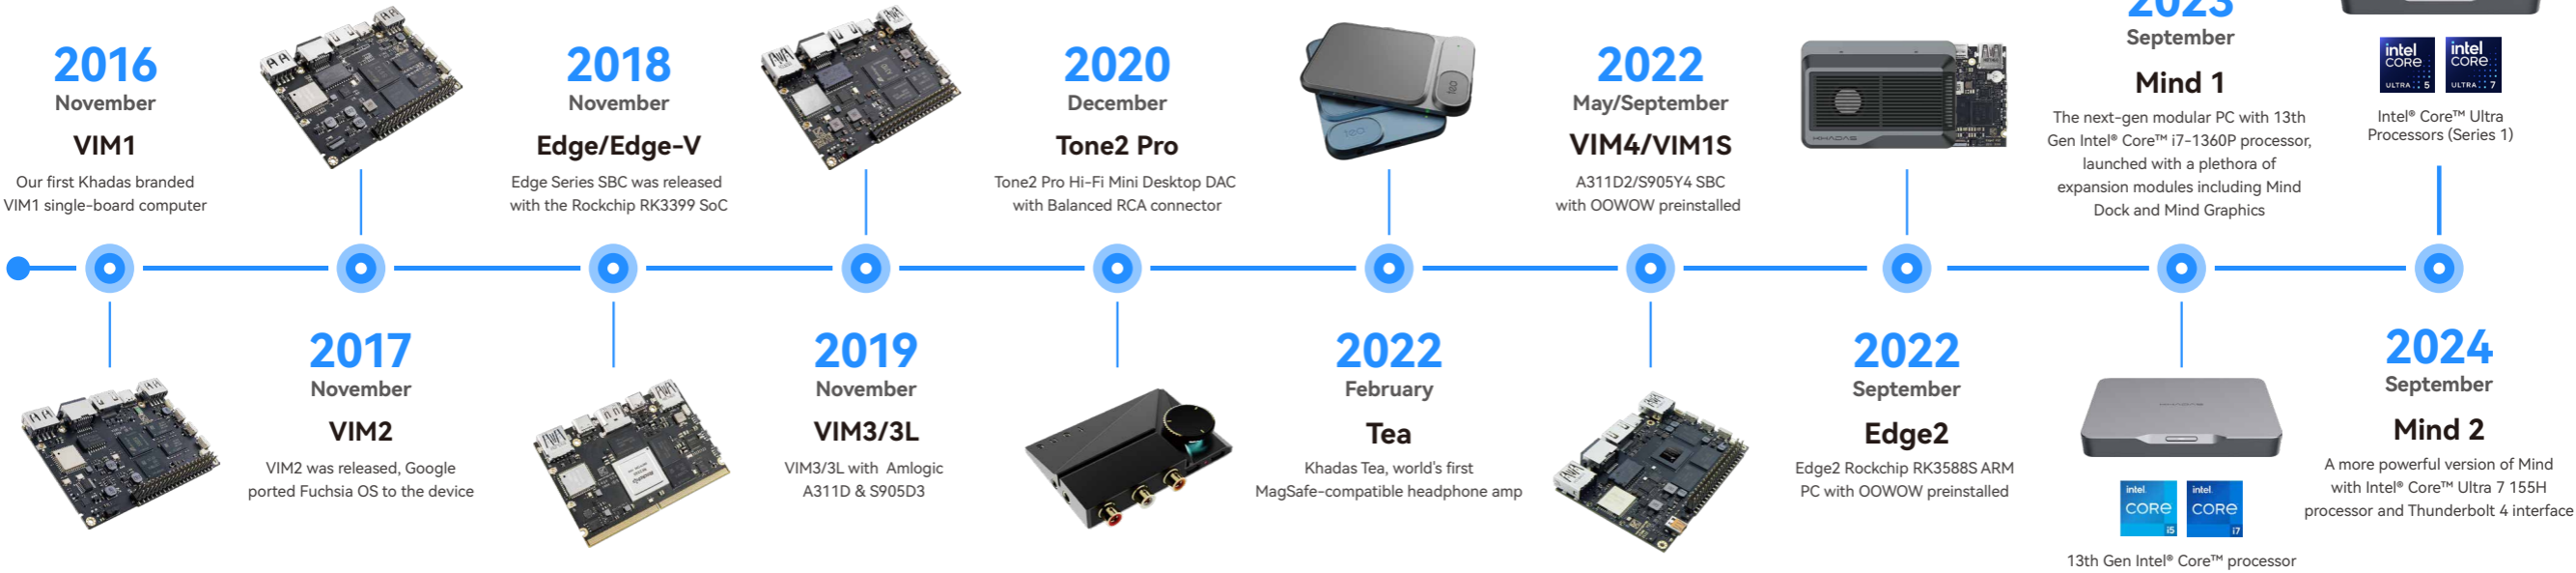 2016
November
VIM1
Our first Khadas branded
VIM1 single-board computer
2017
November
VIM2
VIM2 was released, Google
ported Fuchsia OS to the device
2018
November
Edge/Edge-V
Edge Series SBC was released
with the Rockchip RK3399 SoC
2019
November
VIM3/3L
VIM3/3L with Amlogic
A311D & S905D3
2020
December
Tone2 Pro
Tone2 Pro Hi-Fi Mini Desktop DAC
with Balanced RCA connector
tea
tea
2022
February
Tea
Khadas Tea, world's first
MagSafe-compatible headphone amp
2022
May/September
VIM4/VIM1S
A311D2/S905Y4 SBC
with OOWOW preinstalled
KHADAS
2022
September
Edge2
Edge2 Rockchip RK3588S ARM
PC with OOWOW preinstalled
2023
September
Mind 1
The next-gen modular PC with 13th
Gen Intel® Core™ i7-1360P processor,
launched with a plethora of
expansion modules including Mind
Dock and Mind Graphics
KHADAS
intel CORE i5
intel CORE i7
13th Gen Intel® Core™ processor
intel CORE ULTRA 5
intel CORE ULTRA 7
Intel® Core™ Ultra
Processors (Series 1)
2024
September
Mind 2
A more powerful version of Mind
with Intel® Core™ Ultra 7 155H
processor and Thunderbolt 4 interface